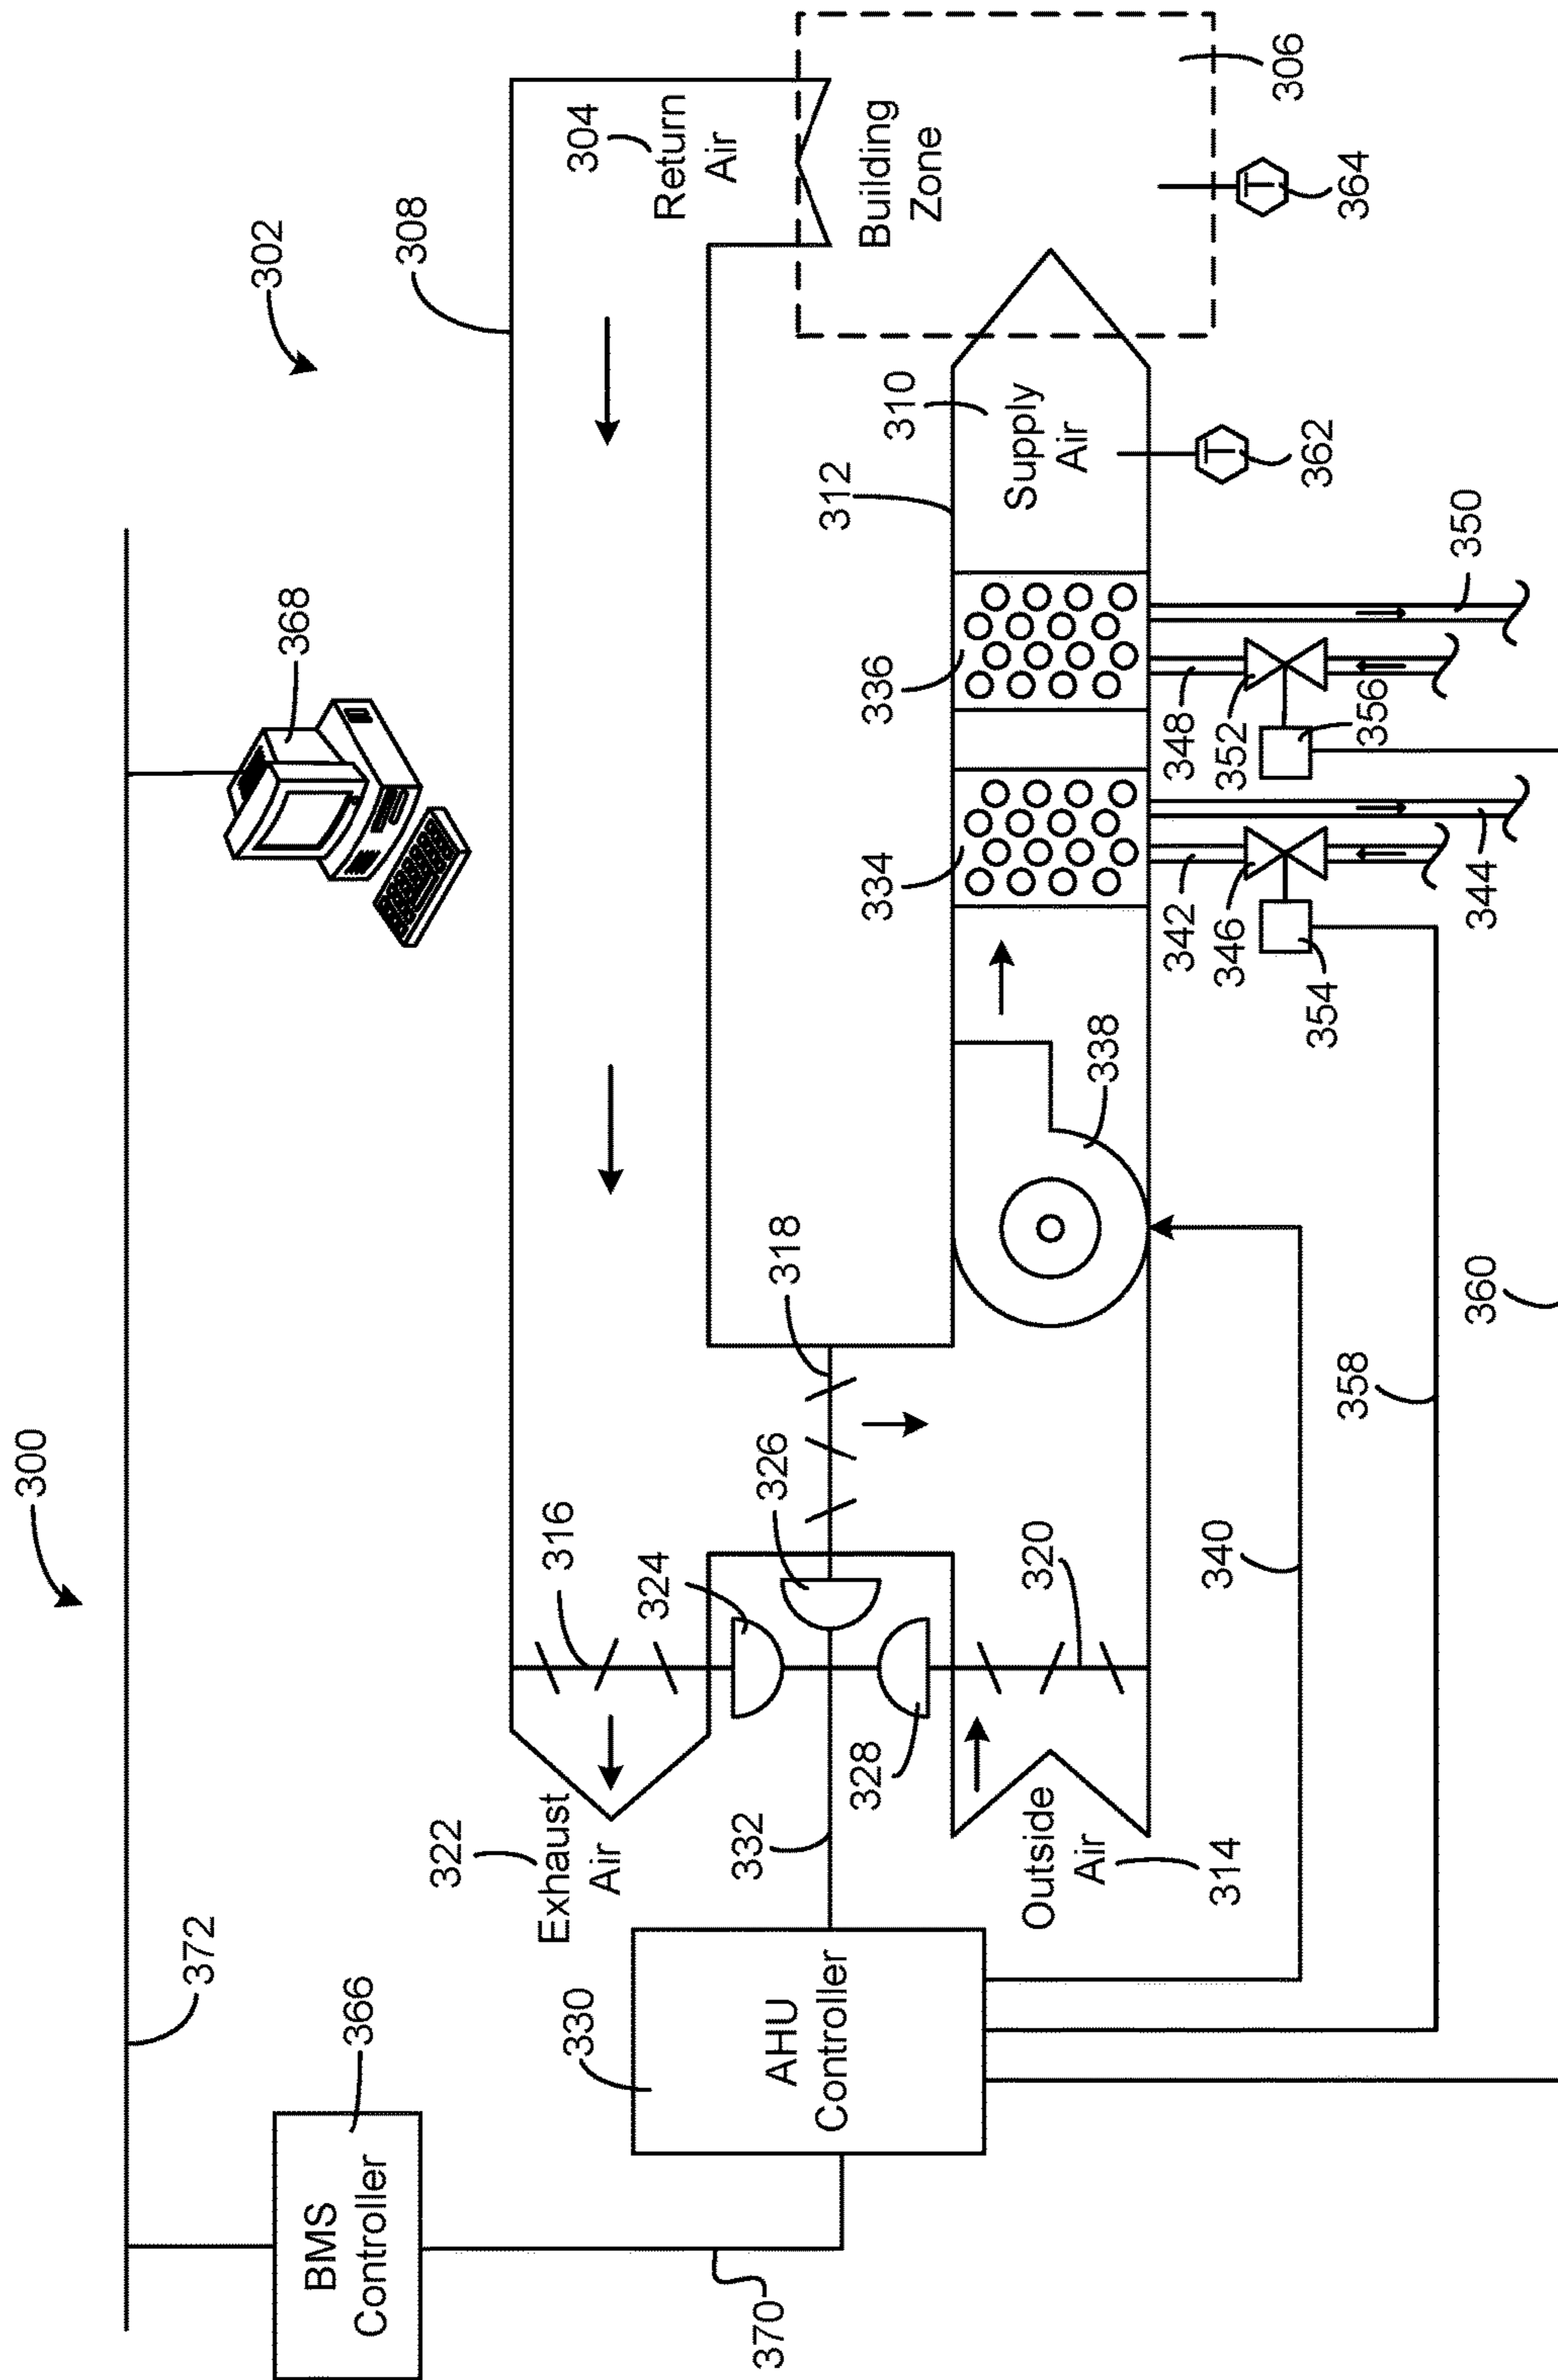 300
372
366
BMS
Controller
370
368
302
308
304
Return
Air
322
Exhaust
Air
316
324
326
318
330
AHU
Controller
332
328
Outside
Air
314
320
340
338
312
310
Supply
Air
334
336
Building
Zone
306
364
T
362
T
342
346
354
344
348
352
356
350
358
360